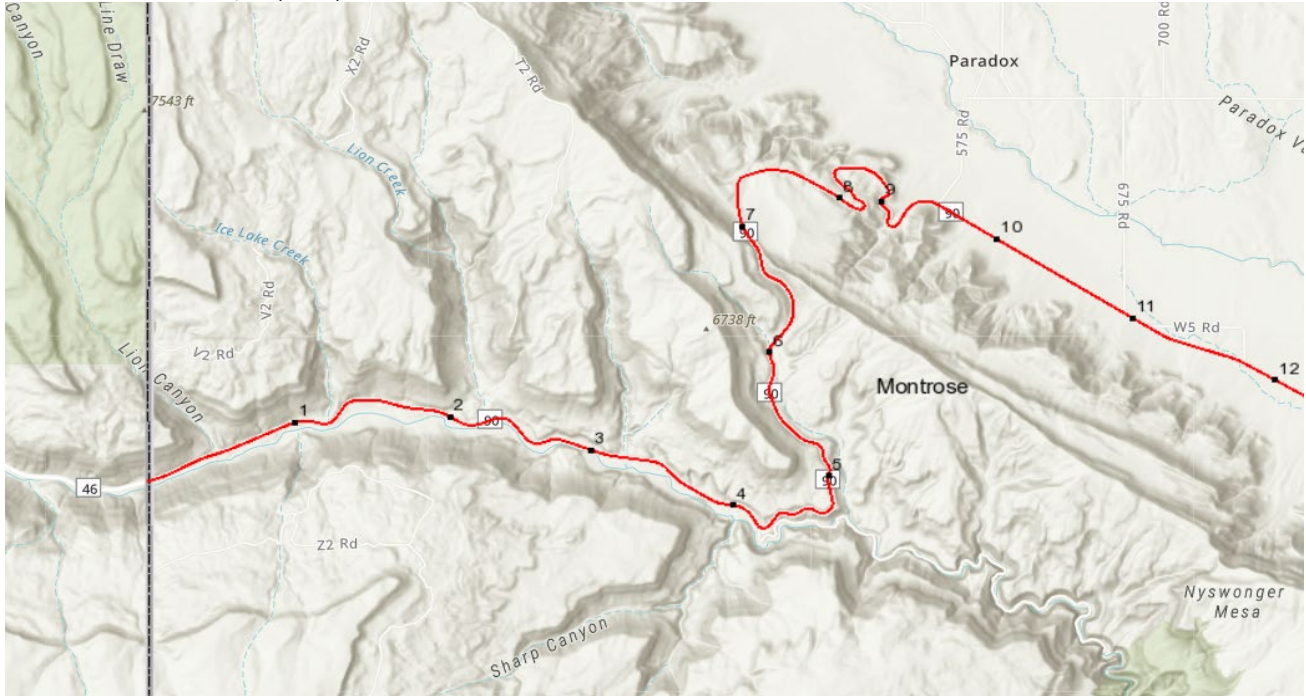 Canyon
Line Draw
7543 ft
X2 Rd
T2 Rd
Paradox
700 Rd
Lion Creek
575 Rd
Paradox Va
Ice Lake Creek
8
9
90
675 Rd
7
90
10
V2 Rd
6738 ft
11
W5 Rd
V2 Rd
Lion Canyon
6
12
90
Montrose
1
2
90
3
5
90
46
4
Z2 Rd
Sharp Canyon
Nyswonger
Mesa